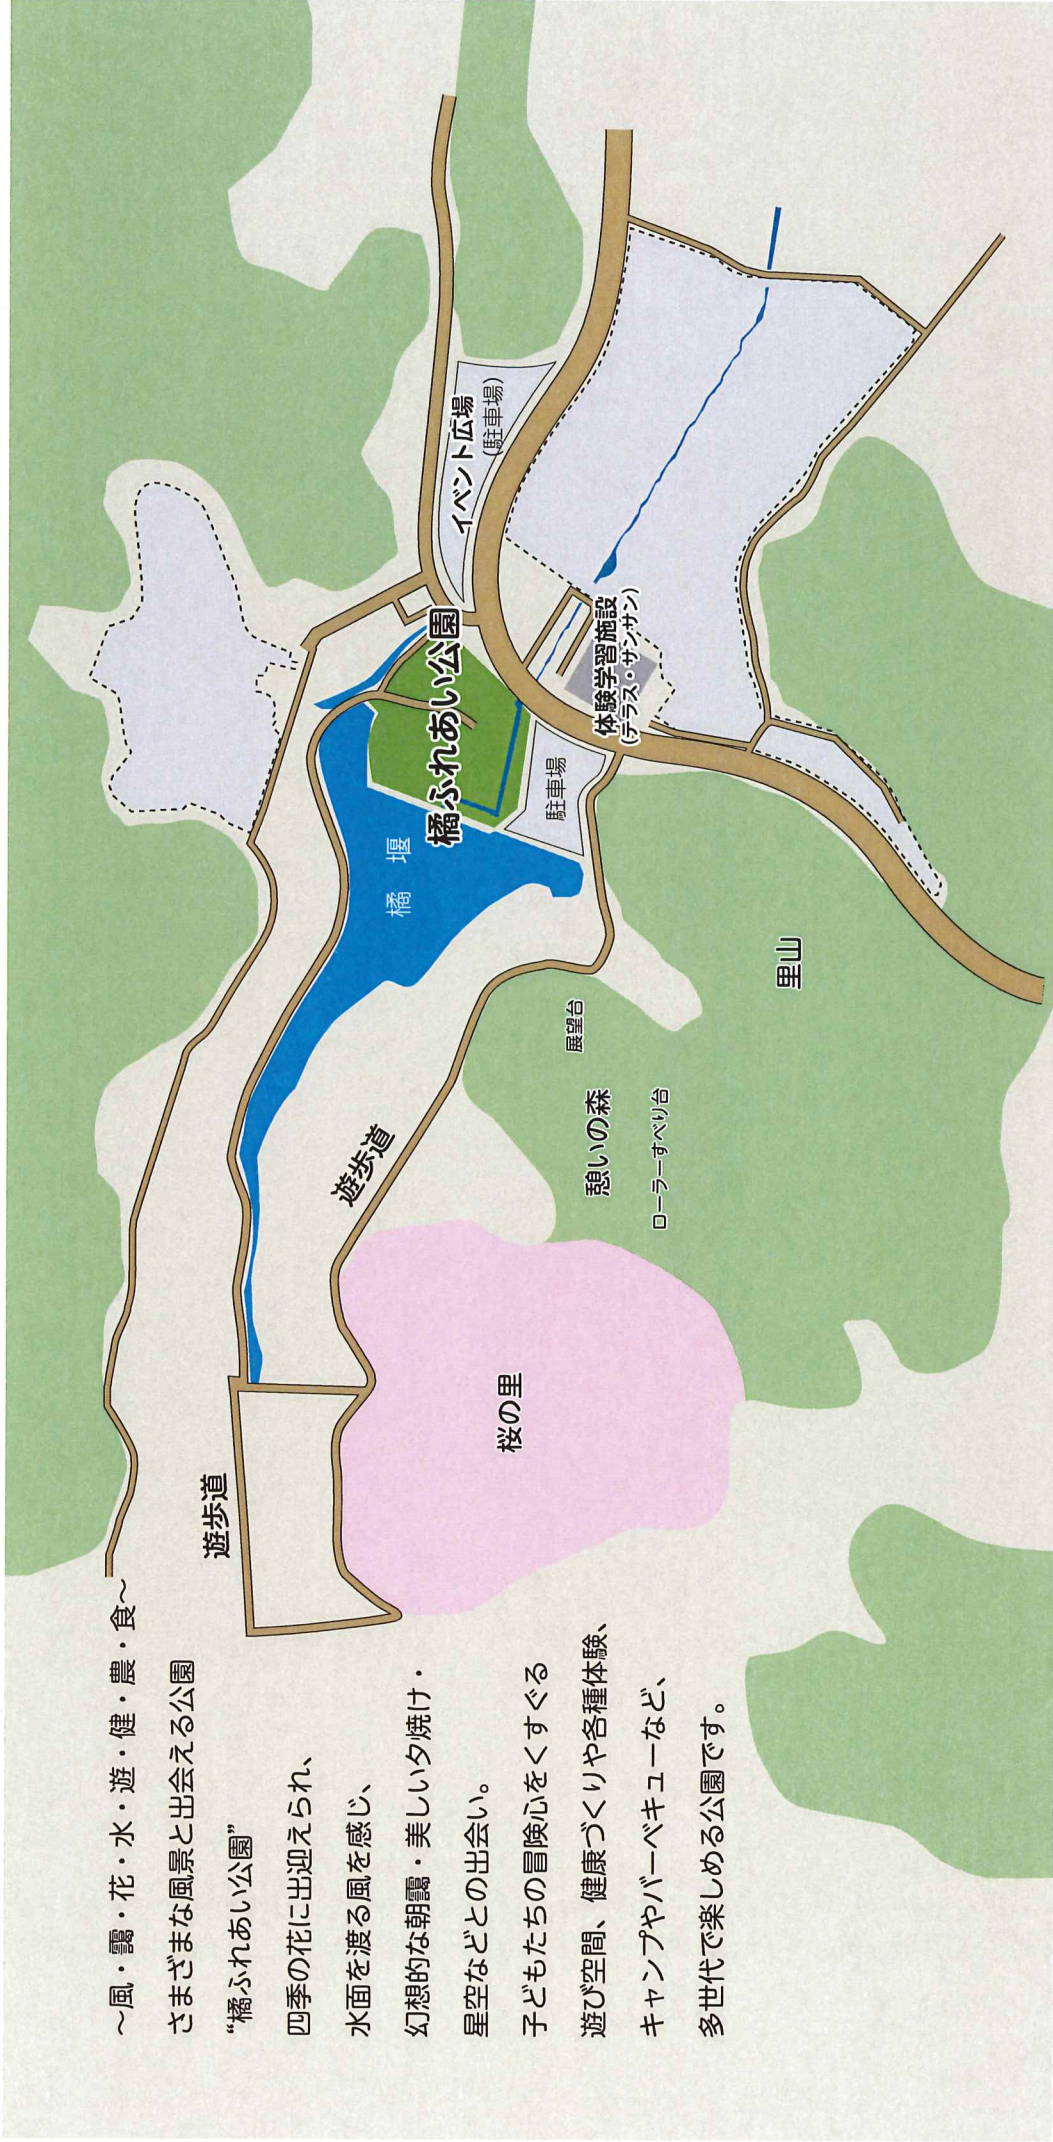 ～風・靄・花・水・遊・健・農・食～
さまざまな風景と出会える公園
“橘ふれあい公園”
四季の花に出迎えられ、
水面を渡る風を感じ、
幻想的な朝靄・美しい夕焼け・
星空などとの出会い。
子どもたちの冒険心をくすぐる
遊び空間、健康づくりや各種体験、
キャンプやバーベキューなど、
多世代で楽しめる公園です。
遊歩道
遊歩道
桜の里
憩いの森
ローラーすべり台
展望台
里山
橘堰
橘ふれあい公園
駐車場
体験学習施設
(テラス・サンサン)
イベント広場
(駐車場)